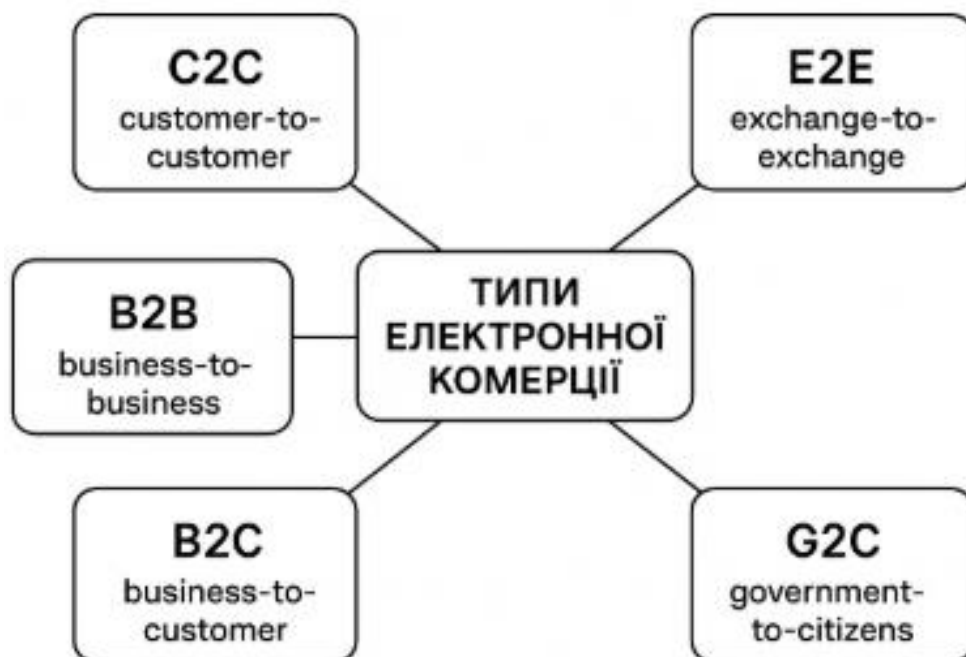 C2C
customer-to-
customer
E2E
exchange-to-
exchange
B2B
business-to-
business
ТИПИ
ЕЛЕКТРОННОЇ
КОМЕРЦІЇ
B2C
business-to-
customer
G2C
government-
to-citizens